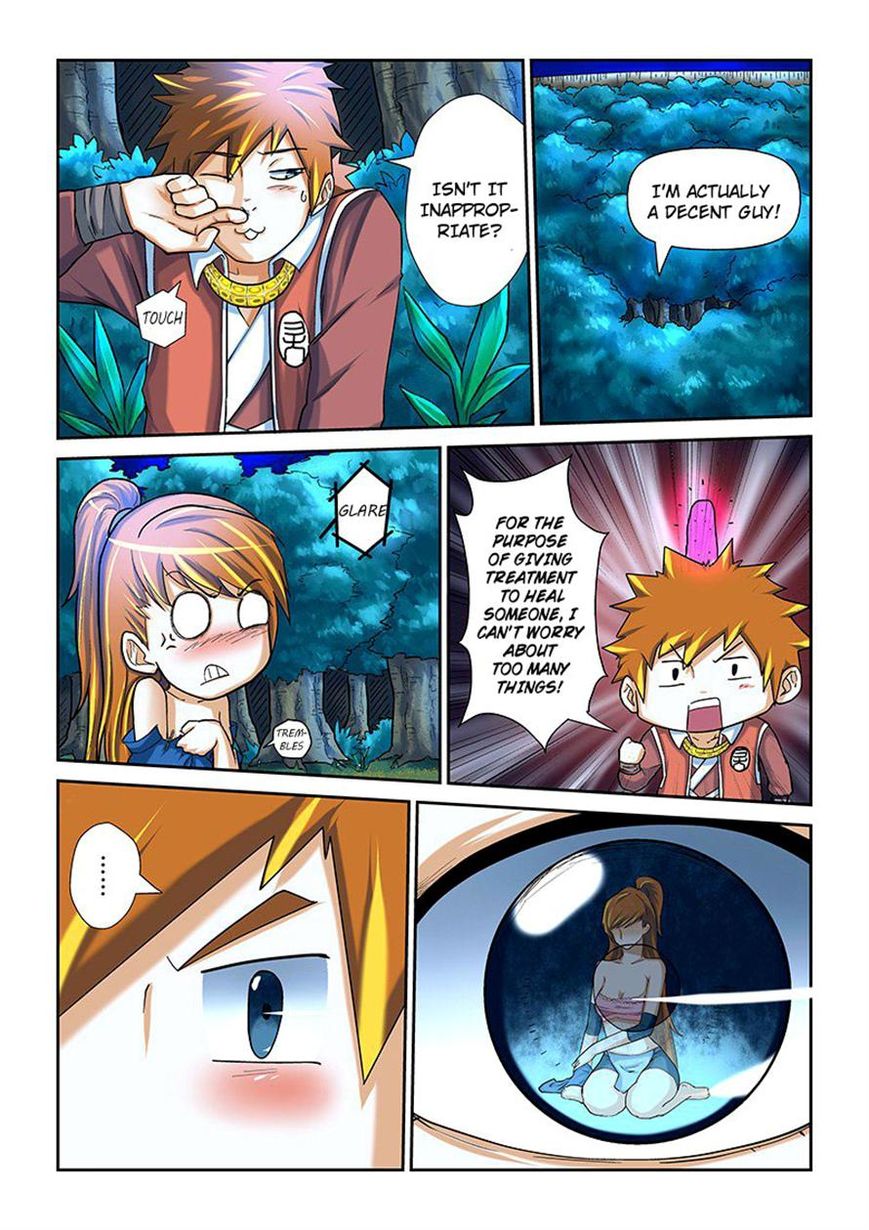 ISN'T IT
INAPPROP-
RIATE?
TOUCH
I'M ACTUALLY
A DECENT GUY!
GLARE
TREM-
BLES
FOR THE
PURPOSE
OF GIVING
TREATMENT
TO HEAL
SOMEONE, I
CAN'T WORRY
ABOUT
TOO MANY
THINGS!
......